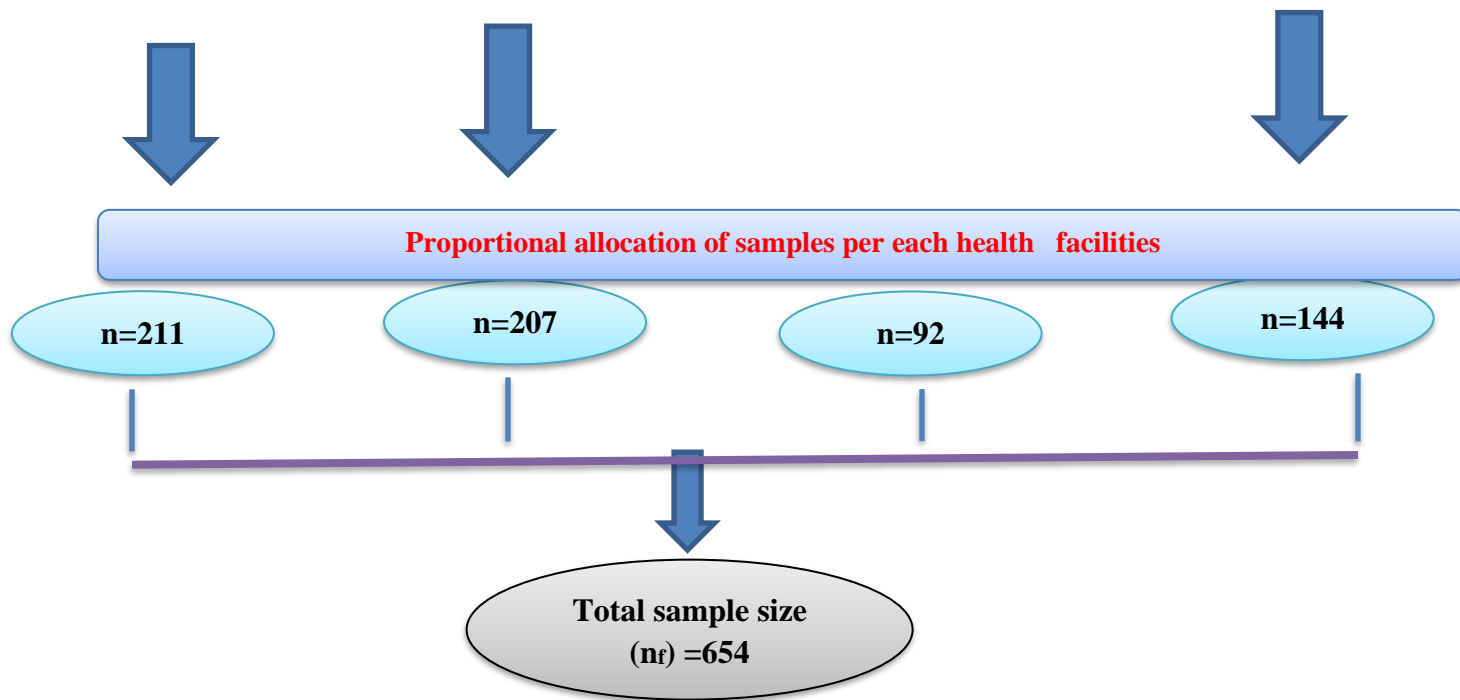 Proportional allocation of samples per each health facilities
n=211
n=207
n=92
n=144
Total sample size
(nf) =654